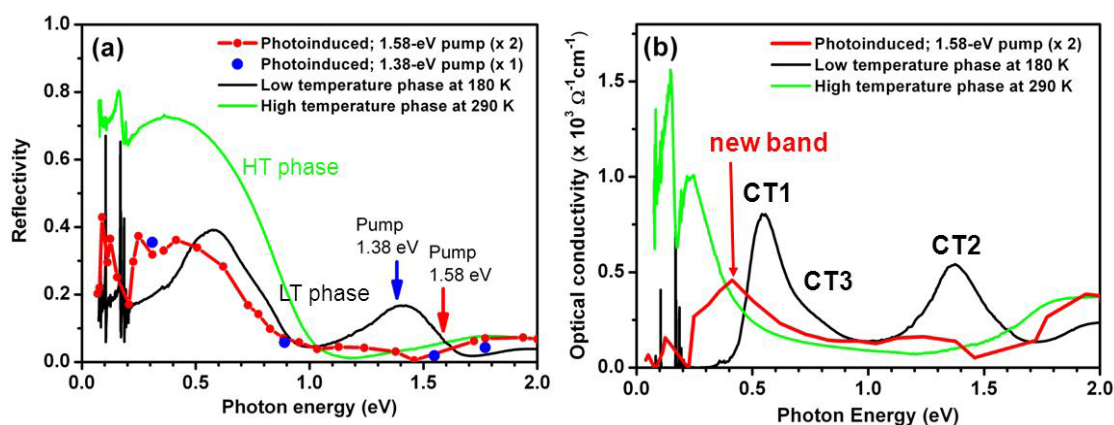 (a)
Photoinduced; 1.58-eV pump (x 2)
Photoinduced; 1.38-eV pump (x 1)
Low temperature phase at 180 K
High temperature phase at 290 K
HT phase
LT phase
Pump
1.38 eV
Pump
1.58 eV
Reflectivity
1.0
0.8
0.6
0.4
0.2
0.0
0.0 0.5 1.0 1.5 2.0
Photon energy (eV)
(b)
Photoinduced; 1.58-eV pump (x 2)
Low temperature phase at 180 K
High temperature phase at 290 K
new band
CT1
CT3
CT2
Optical conductivity (x 10³ Ω⁻¹cm⁻¹)
1.5
1.0
0.5
0.0
0.0 0.5 1.0 1.5 2.0
Photon Energy (eV)